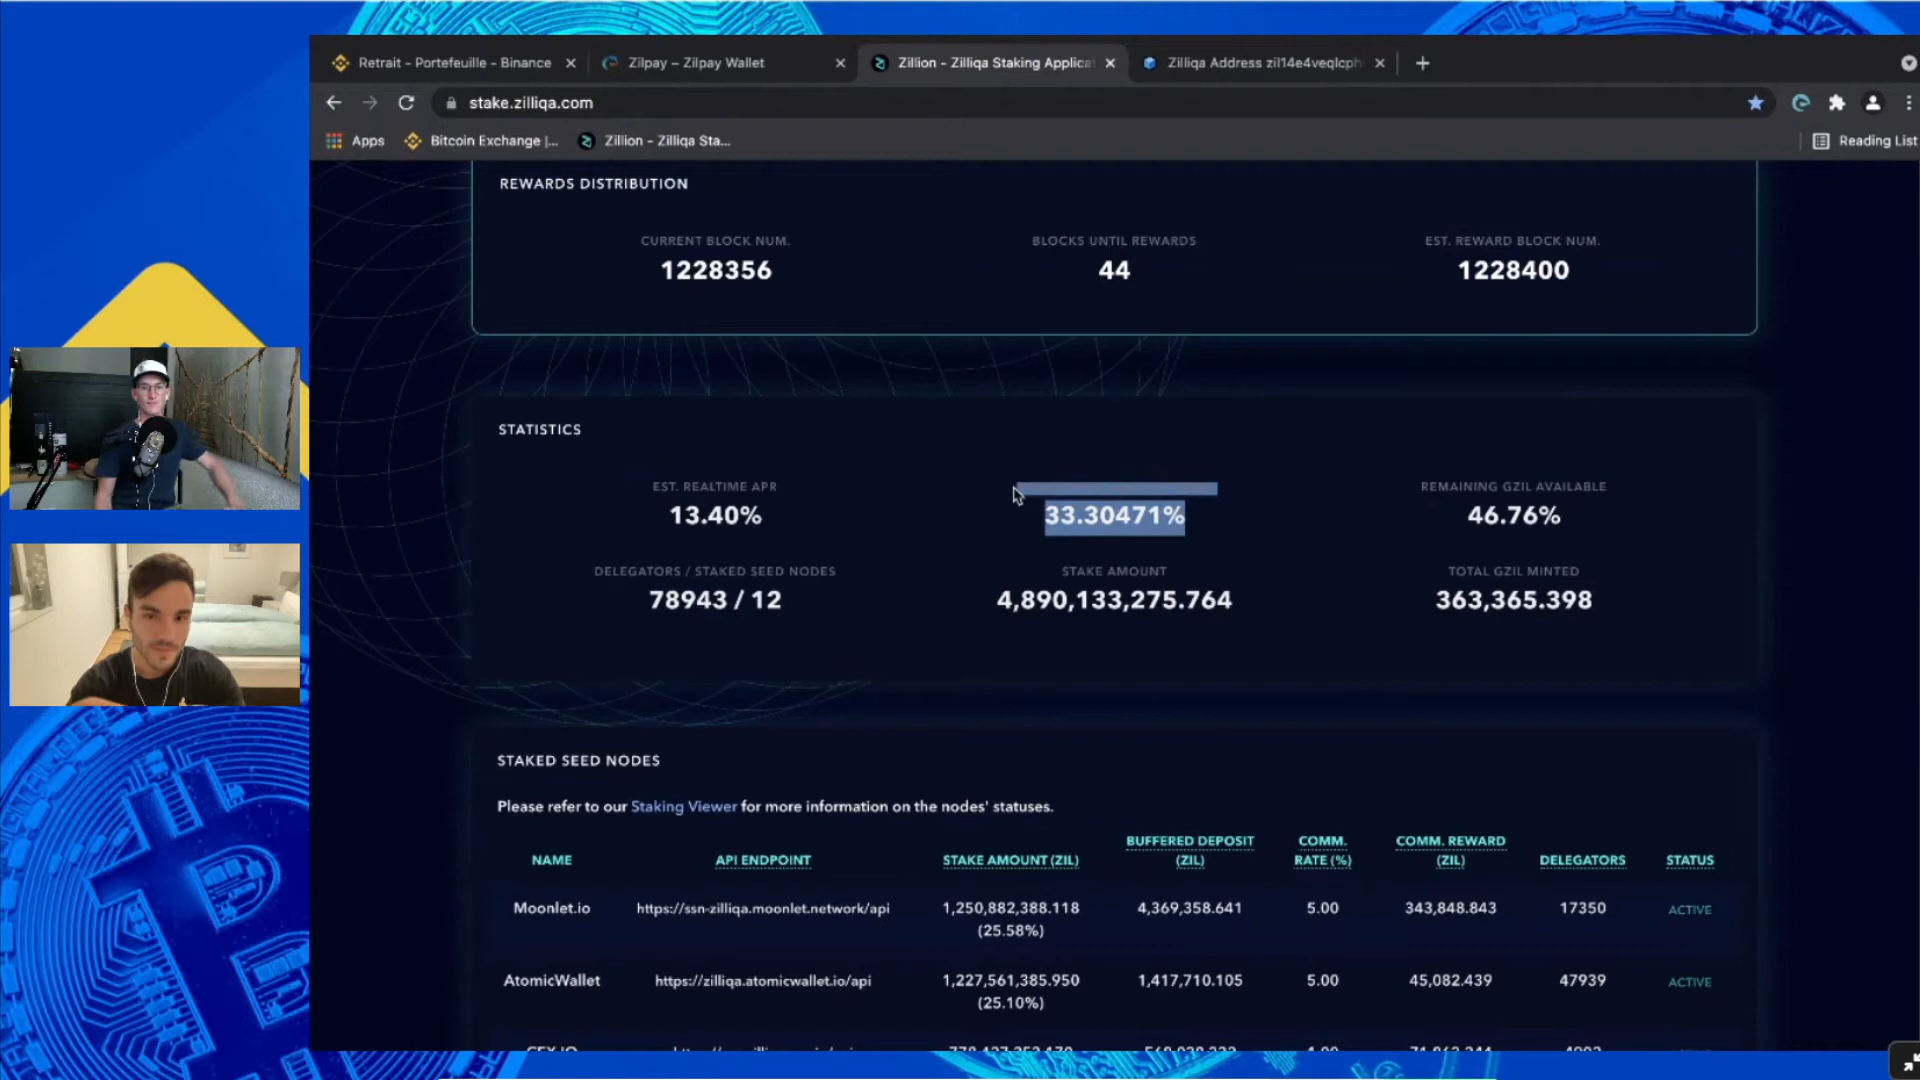 Retrait - Portefeuille - Binance
Zilpay – Zilpay Wallet
Zillion - Zilliqa Staking Applica
Zilliqa Address zil14e4veqlcph
stake.zilliqa.com
Apps
Bitcoin Exchange |...
Zillion - Zilliqa Sta...
Reading List
REWARDS DISTRIBUTION
CURRENT BLOCK NUM.
BLOCKS UNTIL REWARDS
EST. REWARD BLOCK NUM.
1228356
44
1228400
STATISTICS
EST. REALTIME APR
REMAINING GZIL AVAILABLE
13.40%
33.30471%
46.76%
DELEGATORS / STAKED SEED NODES
STAKE AMOUNT
TOTAL GZIL MINTED
78943 / 12
4,890,133,275.764
363,365.398
STAKED SEED NODES
Please refer to our Staking Viewer for more information on the nodes' statuses.
NAME
API ENDPOINT
STAKE AMOUNT (ZIL)
BUFFERED DEPOSIT
(ZIL)
COMM.
RATE (%)
COMM. REWARD
(ZIL)
DELEGATORS
STATUS
Moonlet.io
https://ssn-zilliqa.moonlet.network/api
1,250,882,388.118
(25.58%)
4,369,358.641
5.00
343,848.843
17350
ACTIVE
AtomicWallet
https://zilliqa.atomicwallet.io/api
1,227,561,385.950
(25.10%)
1,417,710.105
5.00
45,082.439
47939
ACTIVE